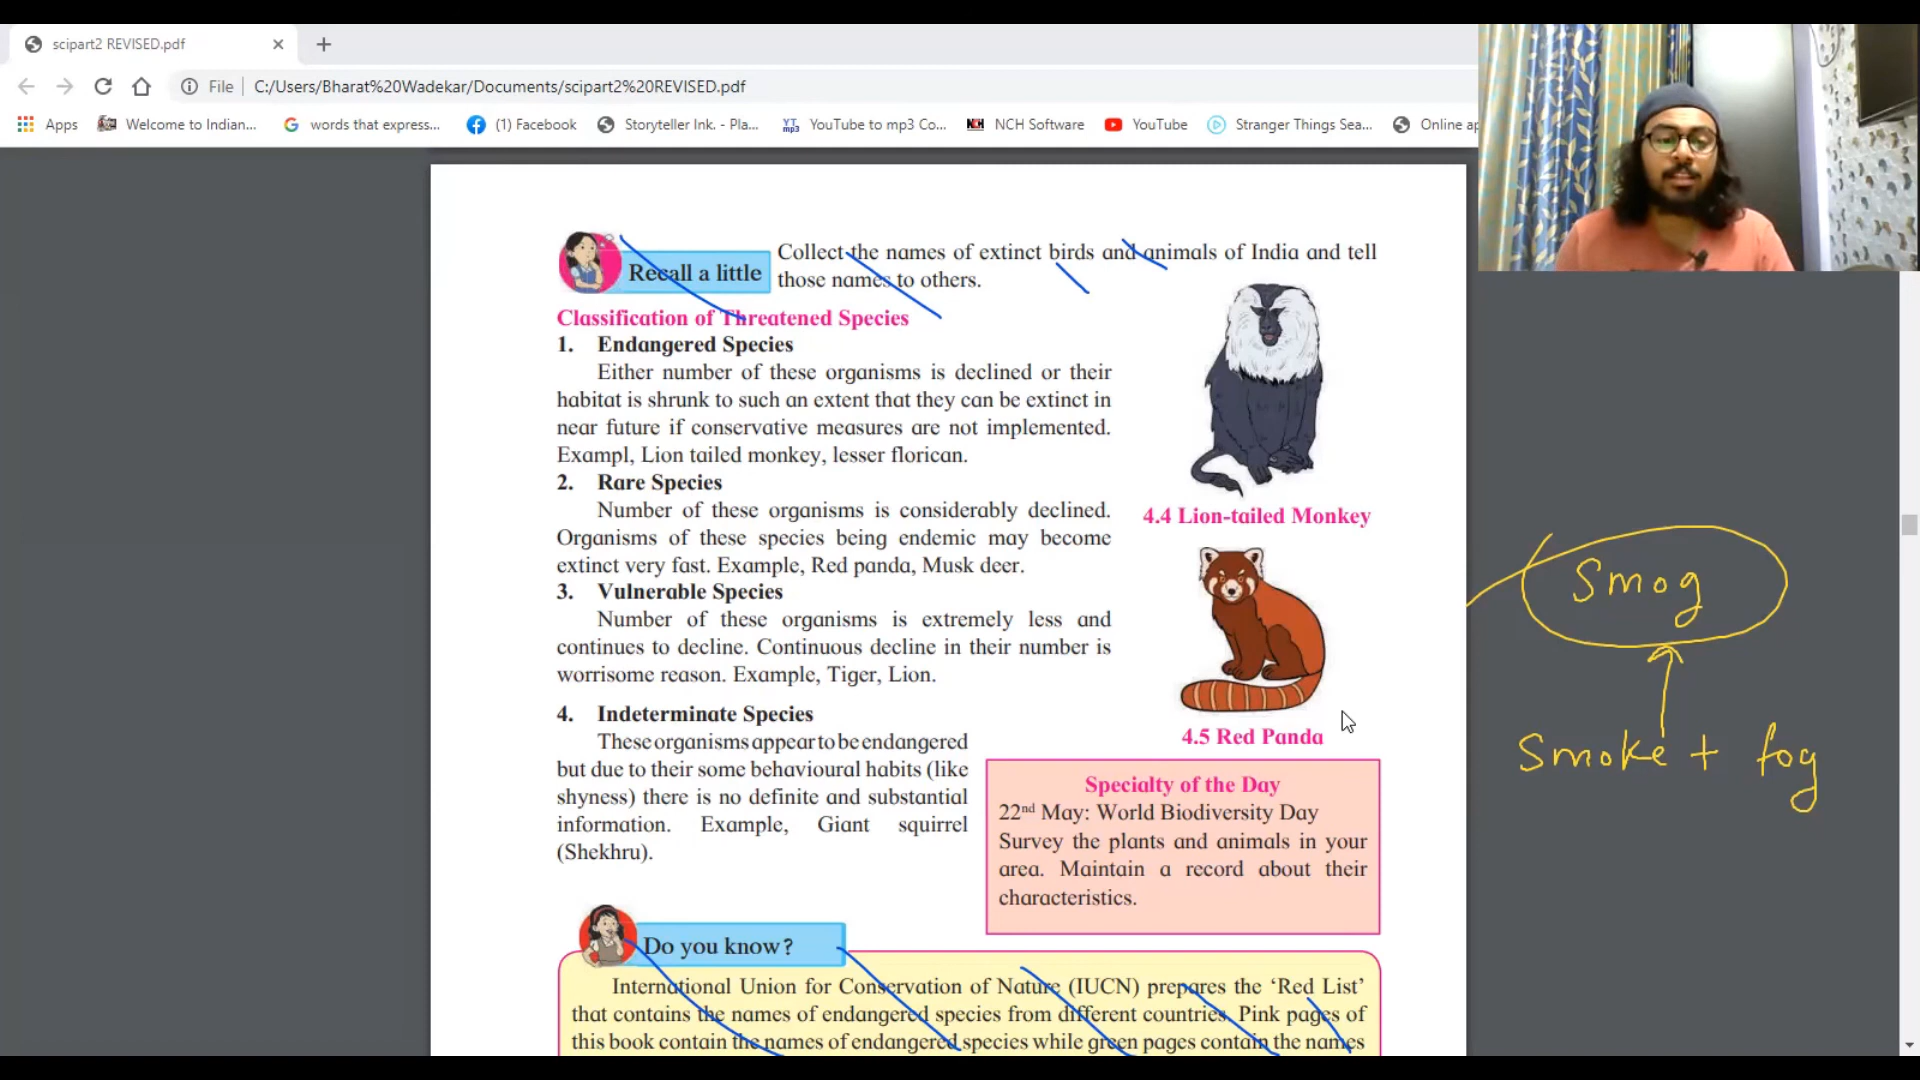 scipart2 REVISED.pdf
File
C:/Users/Bharat%20Wadekar/Documents/scipart2%20REVISED.pdf
Apps
Welcome to Indian...
words that express...
(1) Facebook
Storyteller Ink. - Pla...
YT mp3
YouTube to mp3 Co...
NCH
NCH Software
YouTube
Stranger Things Sea...
Online ap
Recall a little
Collect the names of extinct birds and animals of India and tell
those names to others.
Classification of Threatened Species
1. Endangered Species
Either number of these organisms is declined or their
habitat is shrunk to such an extent that they can be extinct in
near future if conservative measures are not implemented.
Exampl, Lion tailed monkey, lesser florican.
2. Rare Species
Number of these organisms is considerably declined.
Organisms of these species being endemic may become
extinct very fast. Example, Red panda, Musk deer.
3. Vulnerable Species
Number of these organisms is extremely less and
continues to decline. Continuous decline in their number is
worrisome reason. Example, Tiger, Lion.
4. Indeterminate Species
These organisms appear to be endangered
but due to their some behavioural habits (like
shyness) there is no definite and substantial
information. Example, Giant squirrel
(Shekhru).
4.4 Lion-tailed Monkey
4.5 Red Panda
Specialty of the Day
22nd May: World Biodiversity Day
Survey the plants and animals in your
area. Maintain a record about their
characteristics.
Smog
Smoke + fog
Do you know?
International Union for Conservation of Nature (IUCN) prepares the ‘Red List’
that contains the names of endangered species from different countries. Pink pages of
this book contain the names of endangered species while green pages contain the names